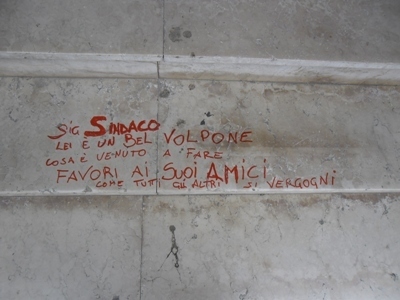 SIG SINDACO
LEI E UN BEL VOLPONE
COSA È VENUTO A FARE
FAVORI AI SUOI AMICI
COME TUTTI GLI ALTRI SI VERGOGNI